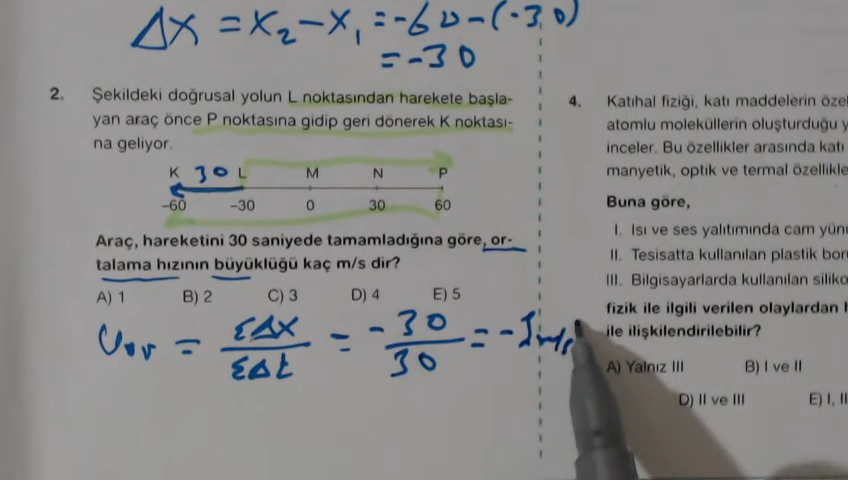 ΔX = X₂ - X₁ = -60 - (-30)
= -30
2. Şekildeki doğrusal yolun L noktasından harekete başla-
yan araç önce P noktasına gidip geri dönerek K noktası-
na geliyor.
K 30 L M N P
-60 -30 0 30 60
Araç, hareketini 30 saniyede tamamladığına göre, or-
talama hızının büyüklüğü kaç m/s dir?
A) 1 B) 2 C) 3 D) 4 E) 5
υor = ΣΔX / ΣΔt = -30 / 30 = -1 m/s
4. Katıhal fiziği, katı maddelerin özel
atomlu moleküllerin oluşturduğu y
inceler. Bu özellikler arasında katı
manyetik, optik ve termal özellikle
Buna göre,
I. Isı ve ses yalıtımında cam yünü
II. Tesisatta kullanılan plastik bor
III. Bilgisayarlarda kullanılan siliko
fizik ile ilgili verilen olaylardan h
ile ilişkilendirilebilir?
A) Yalnız III B) I ve II
D) II ve III E) I, II